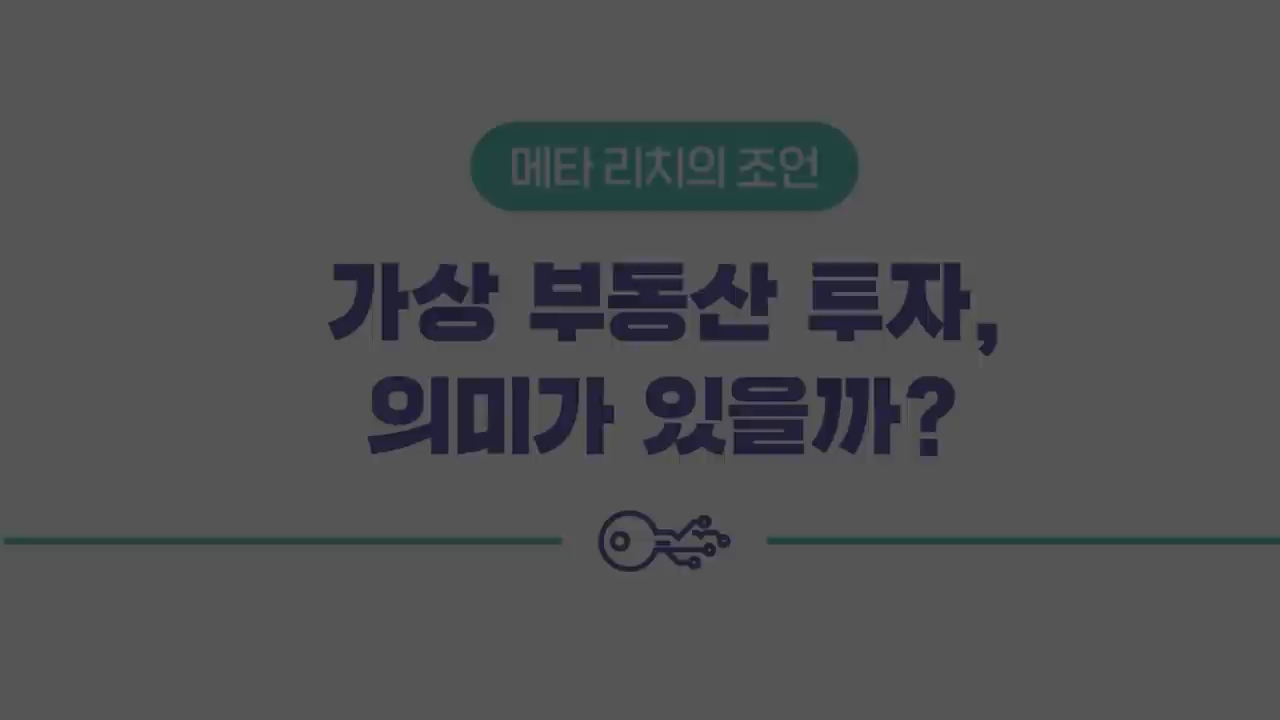 메타 리치의 조언
가상 부동산 투자,
의미가 있을까?